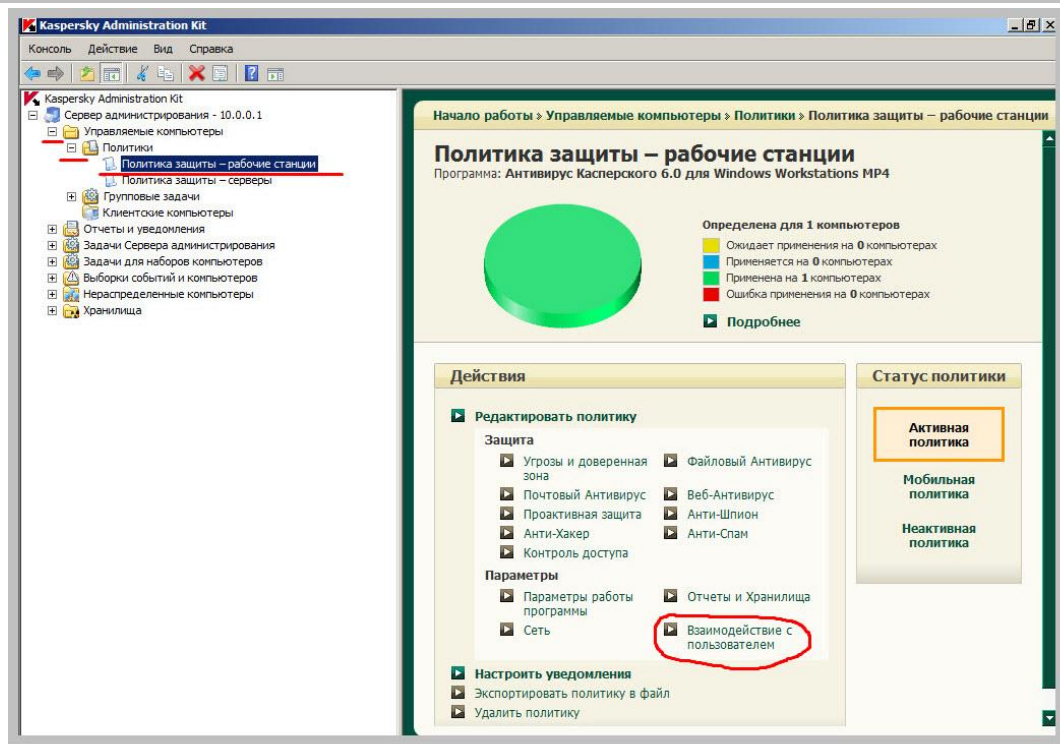 Kaspersky Administration Kit
Консоль Действие Вид Справка
Kaspersky Administration Kit
Сервер администрирования - 10.0.0.1
Управляемые компьютеры
Политики
Политика защиты – рабочие станции
Политика защиты – серверы
Групповые задачи
Клиентские компьютеры
Отчеты и уведомления
Задачи Сервера администрирования
Задачи для наборов компьютеров
Выборки событий и компьютеров
Нераспределенные компьютеры
Хранилища
Начало работы » Управляемые компьютеры » Политики » Политика защиты – рабочие станции
Политика защиты – рабочие станции
Программа: Антивирус Касперского 6.0 для Windows Workstations MP4
Определена для 1 компьютеров
Ожидает применения на 0 компьютерах
Применяется на 0 компьютерах
Применена на 1 компьютерах
Ошибка применения на 0 компьютерах
Подробнее
Действия
Редактировать политику
Защита
Угрозы и доверенная
зона
Файловый Антивирус
Почтовый Антивирус
Веб-Антивирус
Проактивная защита
Анти-Шпион
Анти-Хакер
Анти-Спам
Контроль доступа
Параметры
Параметры работы
программы
Отчеты и Хранилища
Сеть
Взаимодействие с
пользователем
Настроить уведомления
Экспортировать политику в файл
Удалить политику
Статус политики
Активная
политика
Мобильная
политика
Неактивная
политика